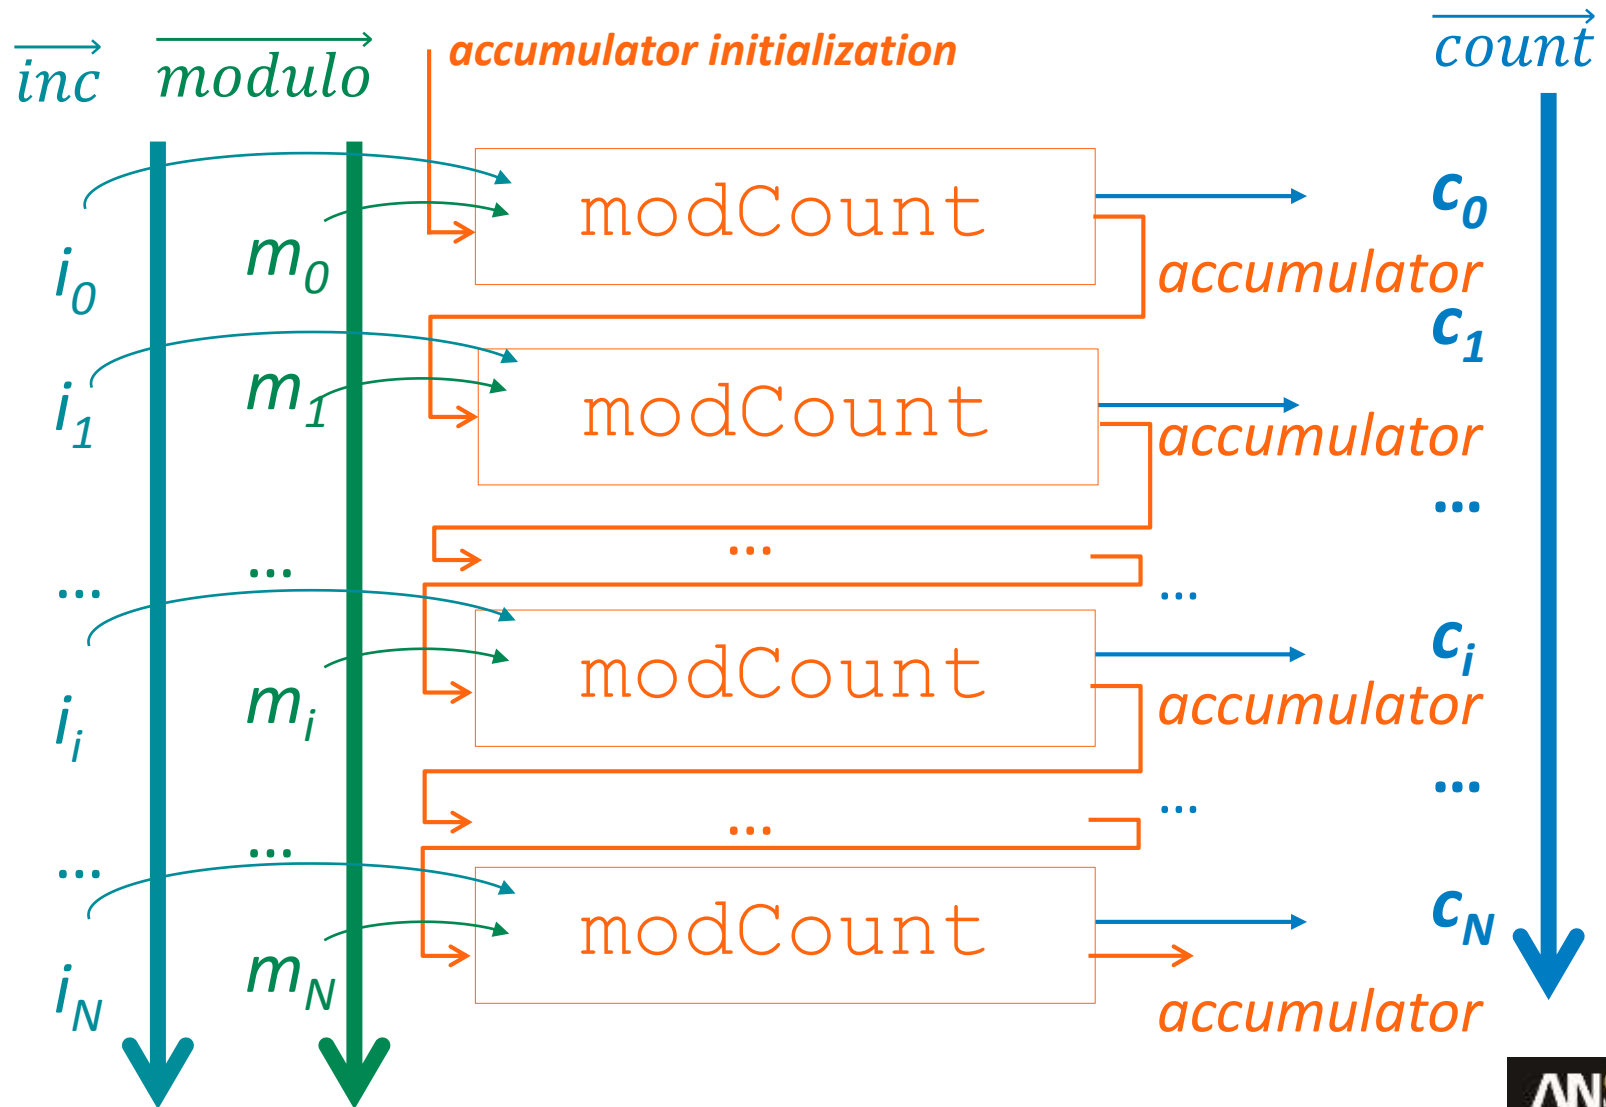 inc modulo accumulator initialization count
modCount c0
i0 m0 accumulator
c1
i1 m1 modCount accumulator
...
... ... ...
...
ii mi modCount ci
accumulator
... ...
... ... ...
modCount cN
iN mN accumulator